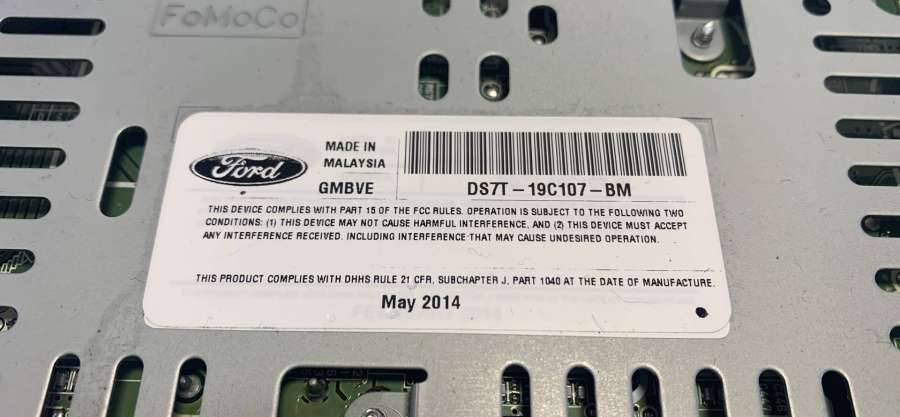 FoMoCo
Ford
MADE IN
MALAYSIA
GMBVE
DS7T-19C107-BM
THIS DEVICE COMPLIES WITH PART 15 OF THE FCC RULES. OPERATION IS SUBJECT TO THE FOLLOWING TWO
CONDITIONS: (1) THIS DEVICE MAY NOT CAUSE HARMFUL INTERFERENCE, AND (2) THIS DEVICE MUST ACCEPT
ANY INTERFERENCE RECEIVED. INCLUDING INTERFERENCE THAT MAY CAUSE UNDESIRED OPERATION.
THIS PRODUCT COMPLIES WITH DHHS RULE 21 CFR, SUBCHAPTER J, PART 1040 AT THE DATE OF MANUFACTURE.
May 2014